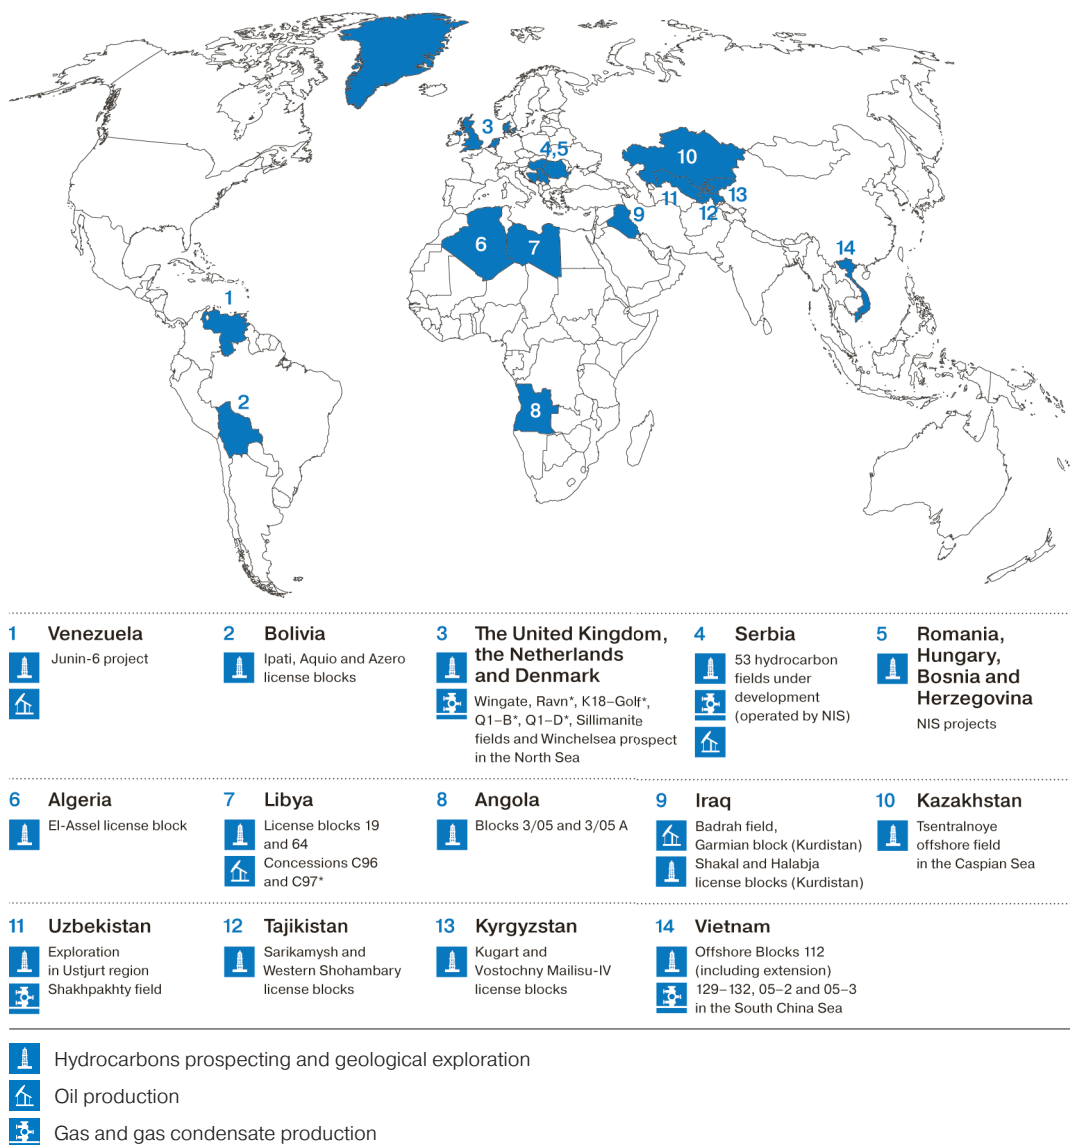 3
4,5
10
13
11
12
9
6
7
14
1
2
8
1 Venezuela
Junin-6 project
2 Bolivia
Ipati, Aquio and Azero
license blocks
3 The United Kingdom,
the Netherlands
and Denmark
Wingate, Ravn*, K18–Golf*,
Q1–B*, Q1–D*, Sillimanite
fields and Winchelsea prospect
in the North Sea
4 Serbia
53 hydrocarbon
fields under
development
(operated by NIS)
5 Romania,
Hungary,
Bosnia and
Herzegovina
NIS projects
6 Algeria
El-Assel license block
7 Libya
License blocks 19
and 64
Concessions C96
and C97*
8 Angola
Blocks 3/05 and 3/05 A
9 Iraq
Badrah field,
Garmian block (Kurdistan)
Shakal and Halabja
license blocks (Kurdistan)
10 Kazakhstan
Tsentralnoye
offshore field
in the Caspian Sea
11 Uzbekistan
Exploration
in Ustjurt region
Shakhpakhty field
12 Tajikistan
Sarikamysh and
Western Shohambary
license blocks
13 Kyrgyzstan
Kugart and
Vostochny Mailisu-IV
license blocks
14 Vietnam
Offshore Blocks 112
(including extension)
129–132, 05–2 and 05–3
in the South China Sea
Hydrocarbons prospecting and geological exploration
Oil production
Gas and gas condensate production